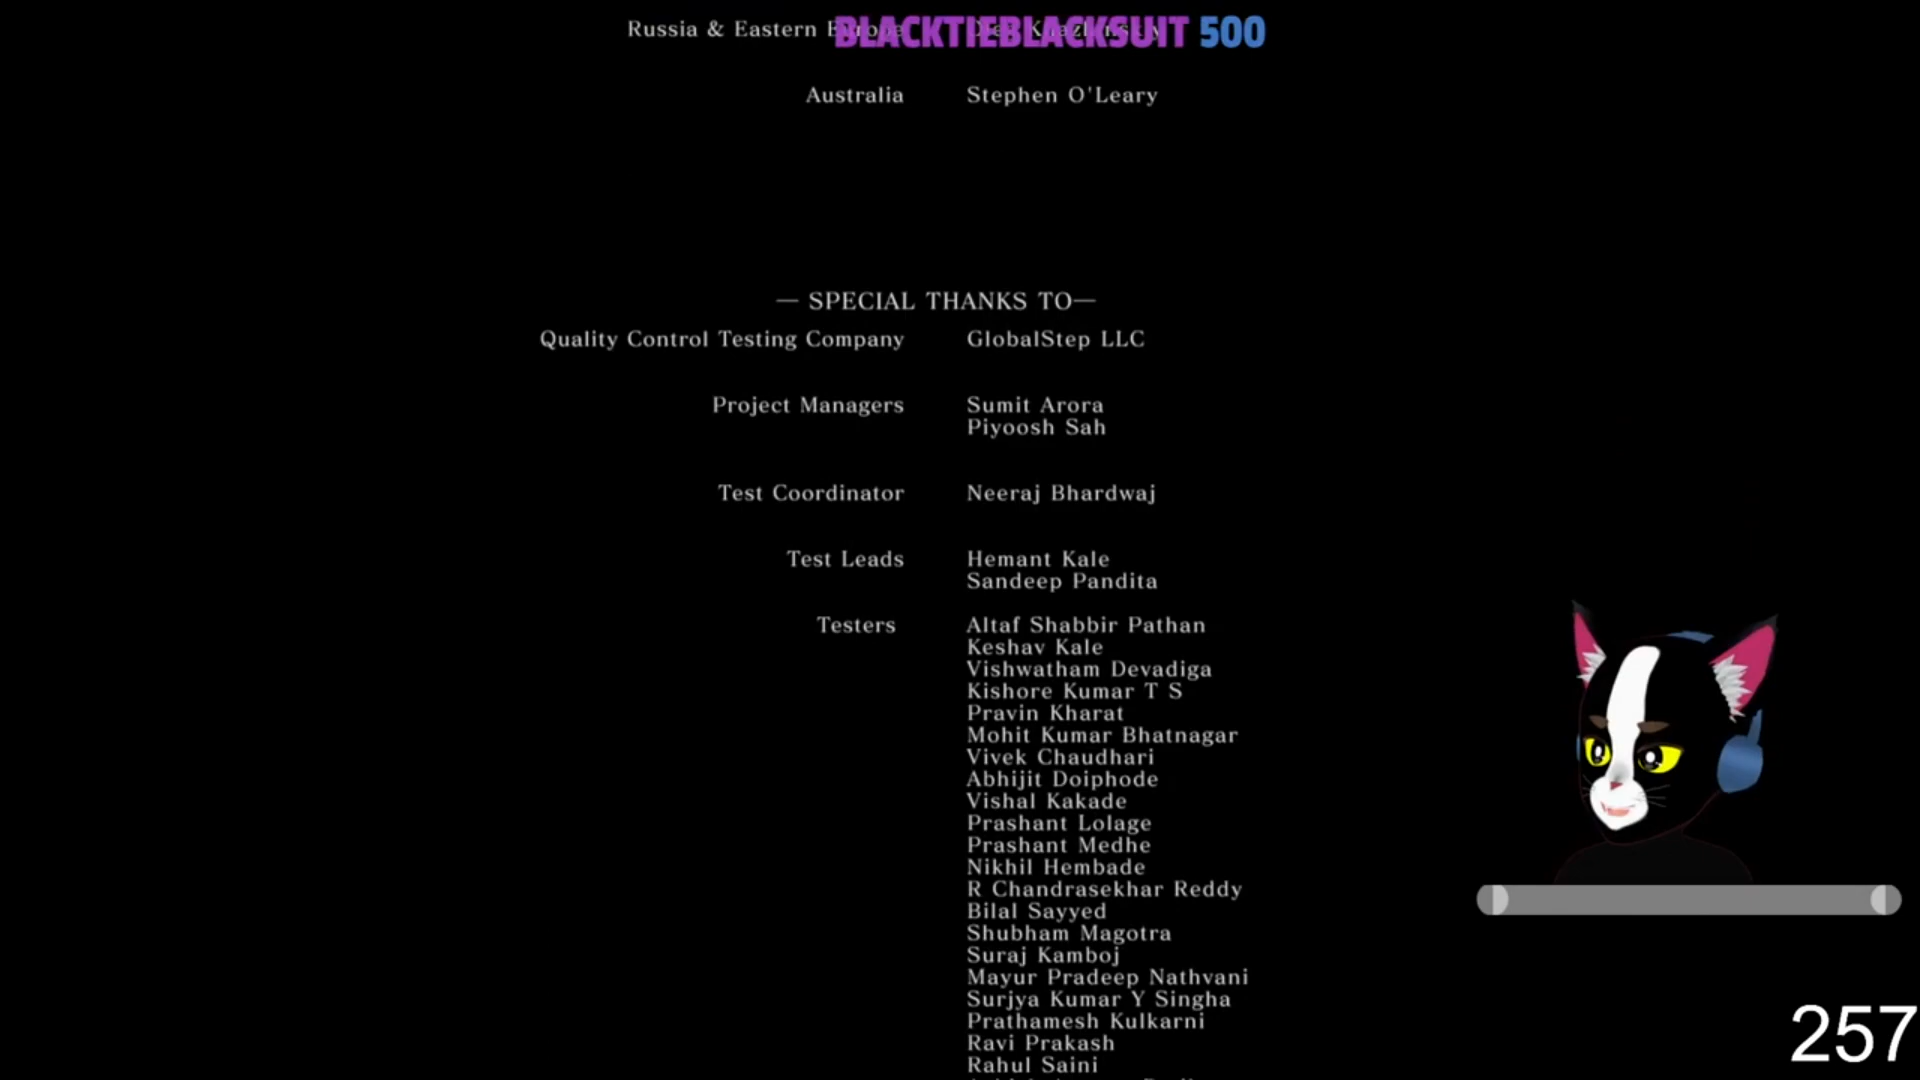 Russia & Eastern
BLACKTIEBLACKSUIT 500
Australia Stephen O'Leary
— SPECIAL THANKS TO—
Quality Control Testing Company GlobalStep LLC
Project Managers Sumit Arora
Piyoosh Sah
Test Coordinator Neeraj Bhardwaj
Test Leads Hemant Kale
Sandeep Pandita
Testers Altaf Shabbir Pathan
Keshav Kale
Vishwatham Devadiga
Kishore Kumar T S
Pravin Kharat
Mohit Kumar Bhatnagar
Vivek Chaudhari
Abhijit Doiphode
Vishal Kakade
Prashant Lolage
Prashant Medhe
Nikhil Hembade
R Chandrasekhar Reddy
Bilal Sayyed
Shubham Magotra
Suraj Kamboj
Mayur Pradeep Nathvani
Surjya Kumar Y Singha
Prathamesh Kulkarni
Ravi Prakash
Rahul Saini
257